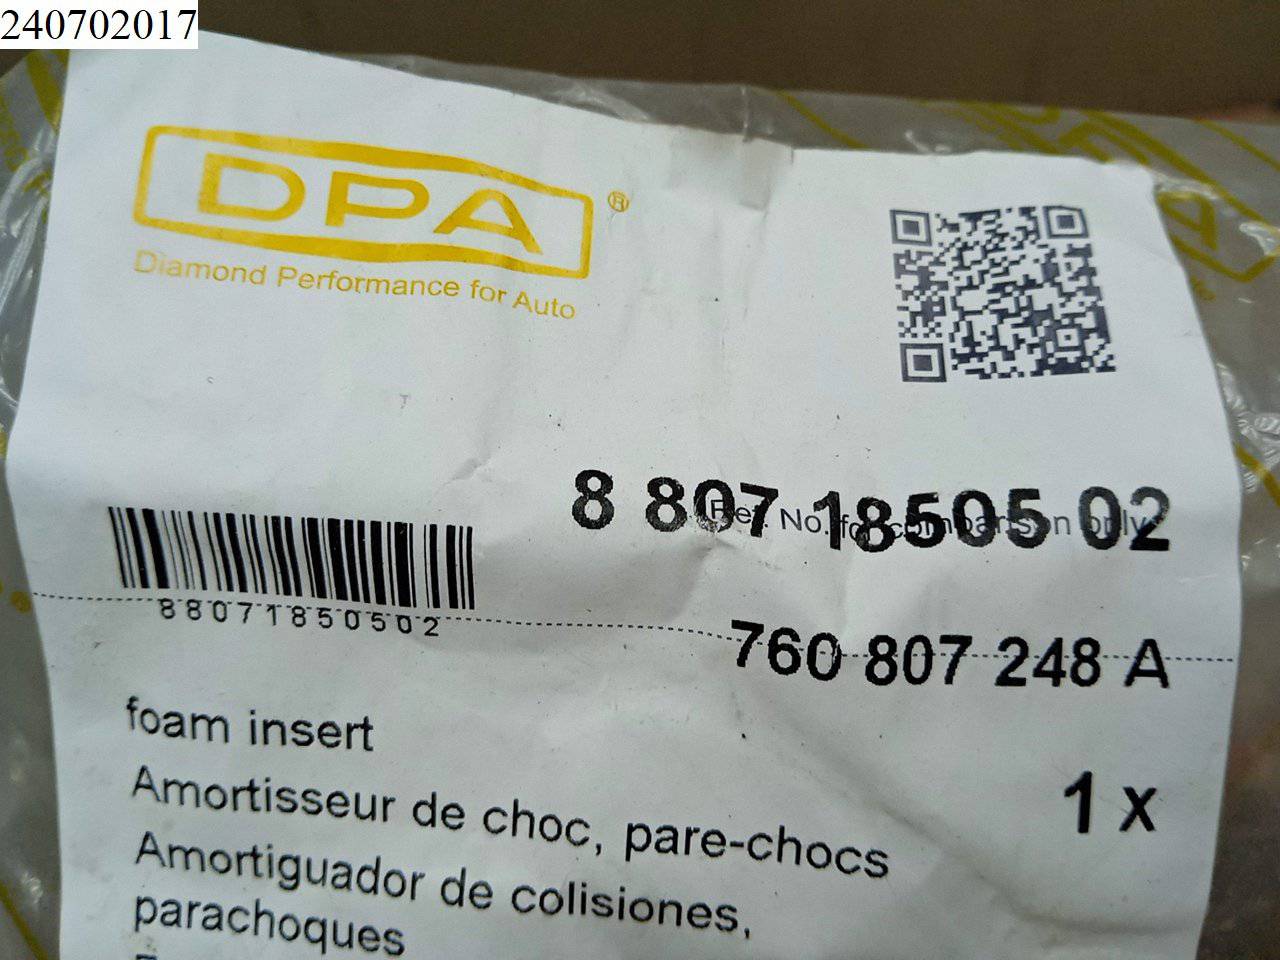 240702017
DPA®
Diamond Performance for Auto
8 807 18505 02
Ref. No. for comparison only
88071850502
760 807 248 A
foam insert
1 x
Amortisseur de choc, pare-chocs
Amortiguador de colisiones,
parachoques